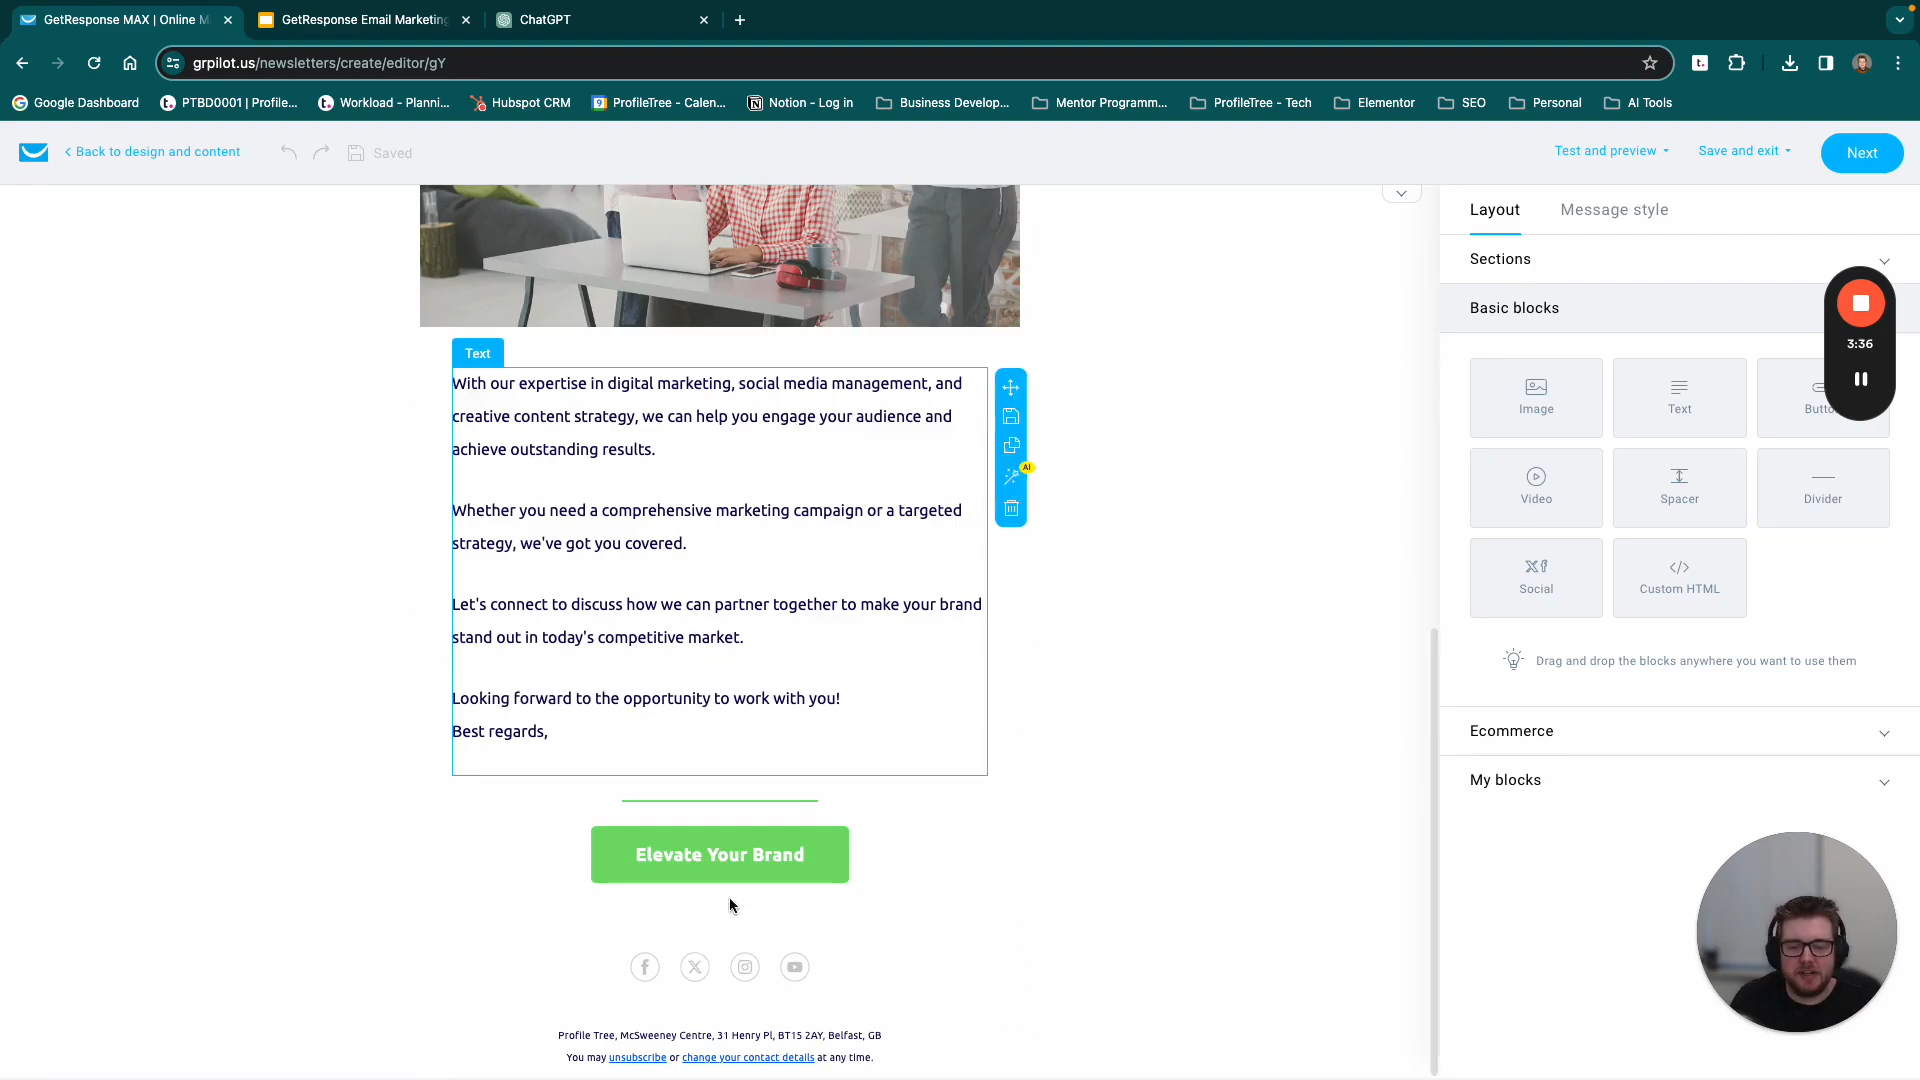 GetResponse MAX | Online M
GetResponse Email Marketing
ChatGPT
grpilot.us/newsletters/create/editor/gY
Google Dashboard
PTBD0001 | Profile...
Workload - Planni...
Hubspot CRM
ProfileTree - Calen...
Notion - Log in
Business Develop...
Mentor Programm...
ProfileTree - Tech
Elementor
SEO
Personal
AI Tools
Back to design and content
Saved
Test and preview
Save and exit
Next
Layout
Message style
Sections
Basic blocks
3:36
Image
Text
Butto
Video
Spacer
Divider
Social
Custom HTML
Drag and drop the blocks anywhere you want to use them
Ecommerce
My blocks
Text
AI
With our expertise in digital marketing, social media management, and
creative content strategy, we can help you engage your audience and
achieve outstanding results.
Whether you need a comprehensive marketing campaign or a targeted
strategy, we've got you covered.
Let's connect to discuss how we can partner together to make your brand
stand out in today's competitive market.
Looking forward to the opportunity to work with you!
Best regards,
Elevate Your Brand
Profile Tree, McSweeney Centre, 31 Henry Pl, BT15 2AY, Belfast, GB
You may unsubscribe or change your contact details at any time.